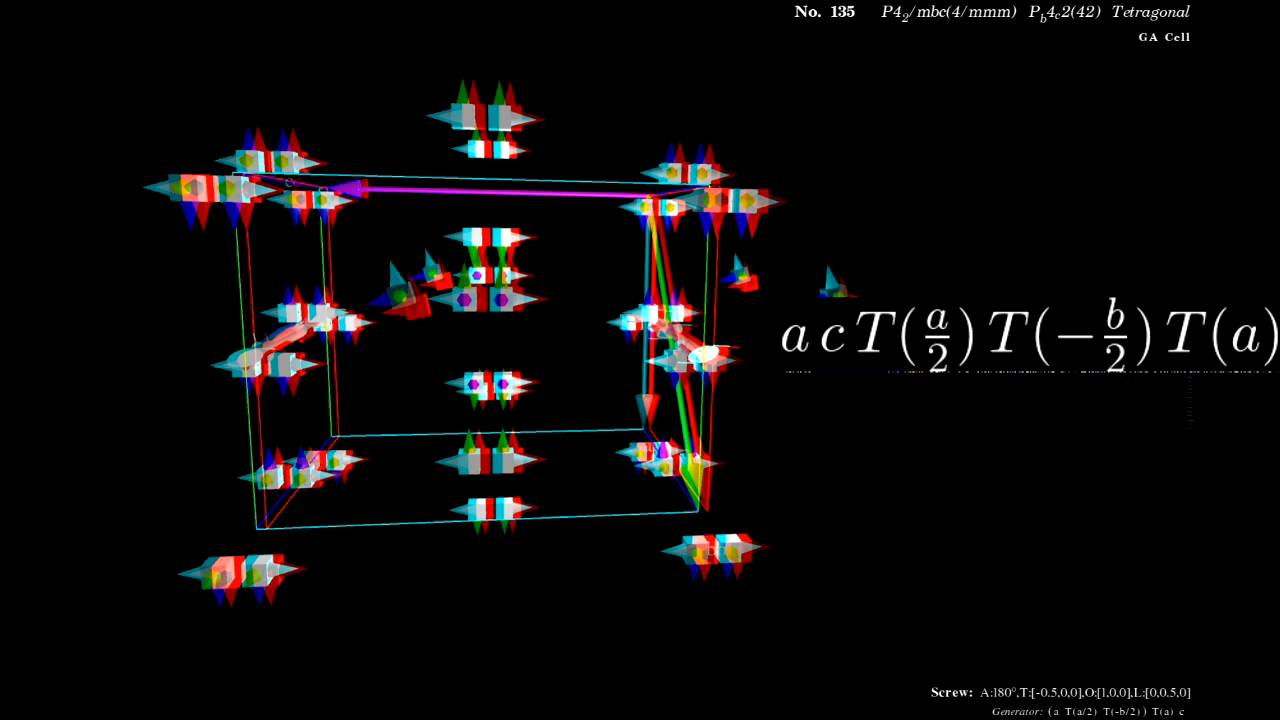 No. 135 P4₂/mbc(4/mmm) P_b4_c2(42) Tetragonal
GA Cell
a c T(a/2) T(−b/2) T(a)
Screw: A:180°,T:[-0.5,0,0],O:[1,0,0],L:[0,0.5,0]
Generator: (a T(a/2) T(-b/2)) T(a) c